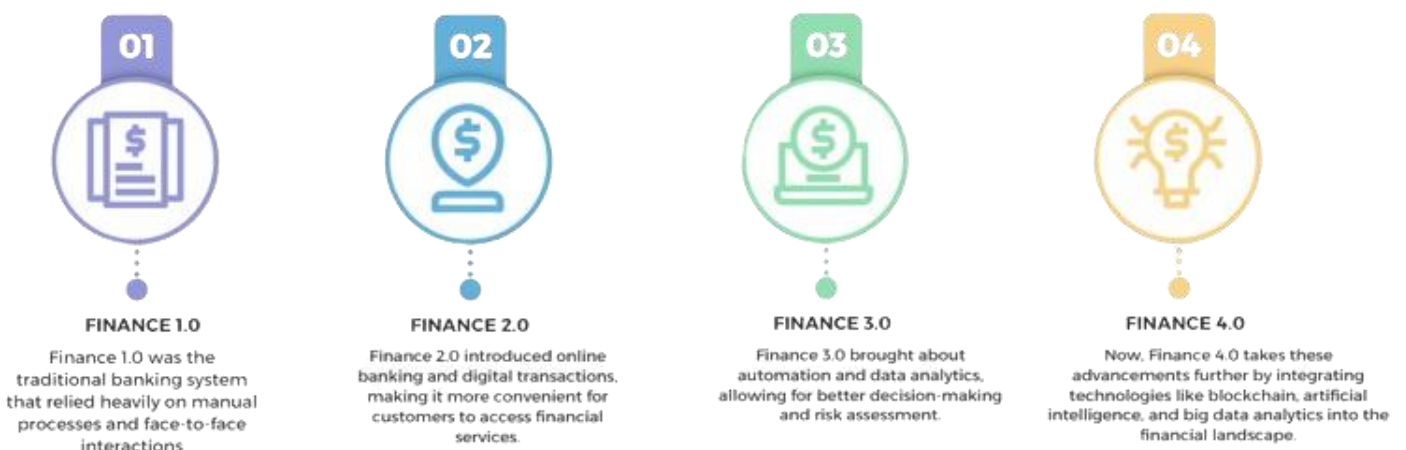 01
FINANCE 1.0
Finance 1.0 was the
traditional banking system
that relied heavily on manual
processes and face-to-face
interactions
02
FINANCE 2.0
Finance 2.0 introduced online
banking and digital transactions,
making it more convenient for
customers to access financial
services.
03
FINANCE 3.0
Finance 3.0 brought about
automation and data analytics,
allowing for better decision-making
and risk assessment.
04
FINANCE 4.0
Now, Finance 4.0 takes these
advancements further by integrating
technologies like blockchain, artificial
intelligence, and big data analytics into the
financial landscape.